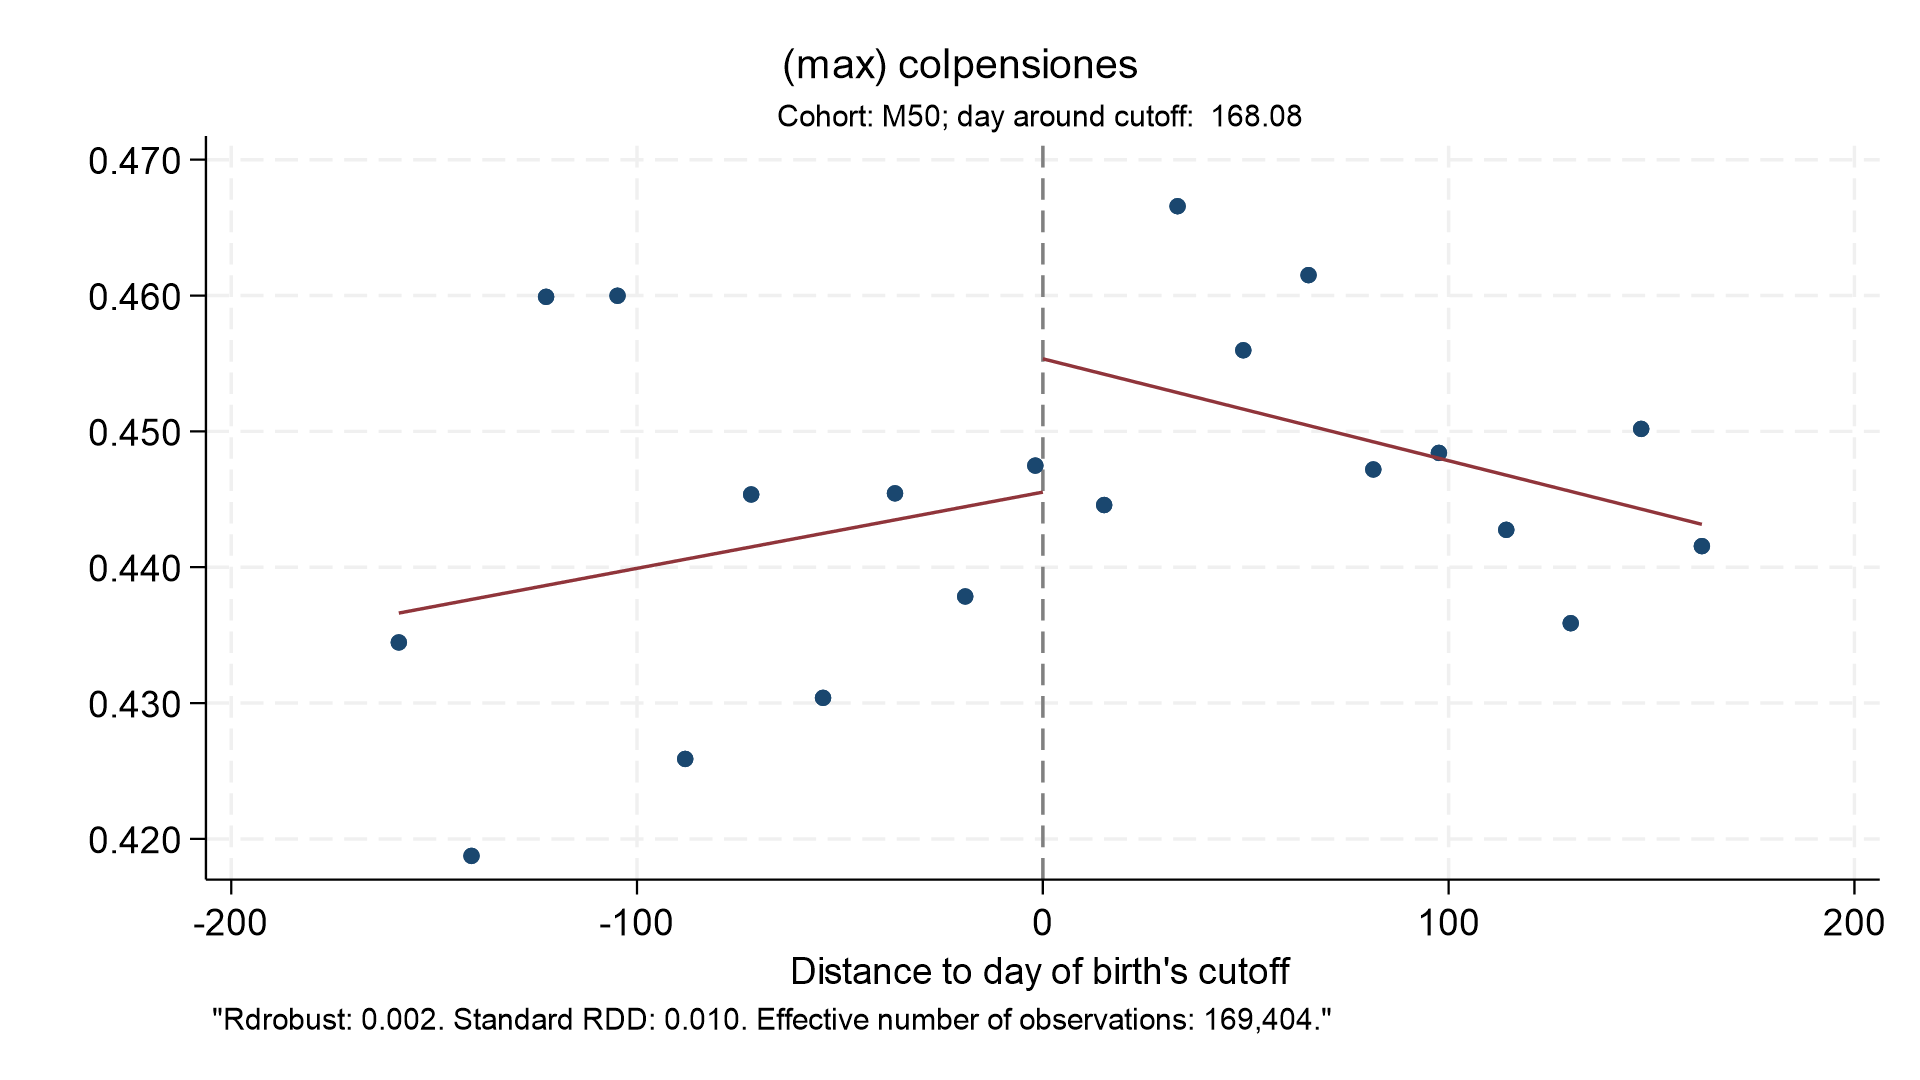 (max) colpensiones
Cohort: M50; day around cutoff:  168.08
0.470
0.460
0.450
0.440
0.430
0.420
-200 -100 0 100 200
Distance to day of birth's cutoff
"Rdrobust: 0.002. Standard RDD: 0.010. Effective number of observations: 169,404."